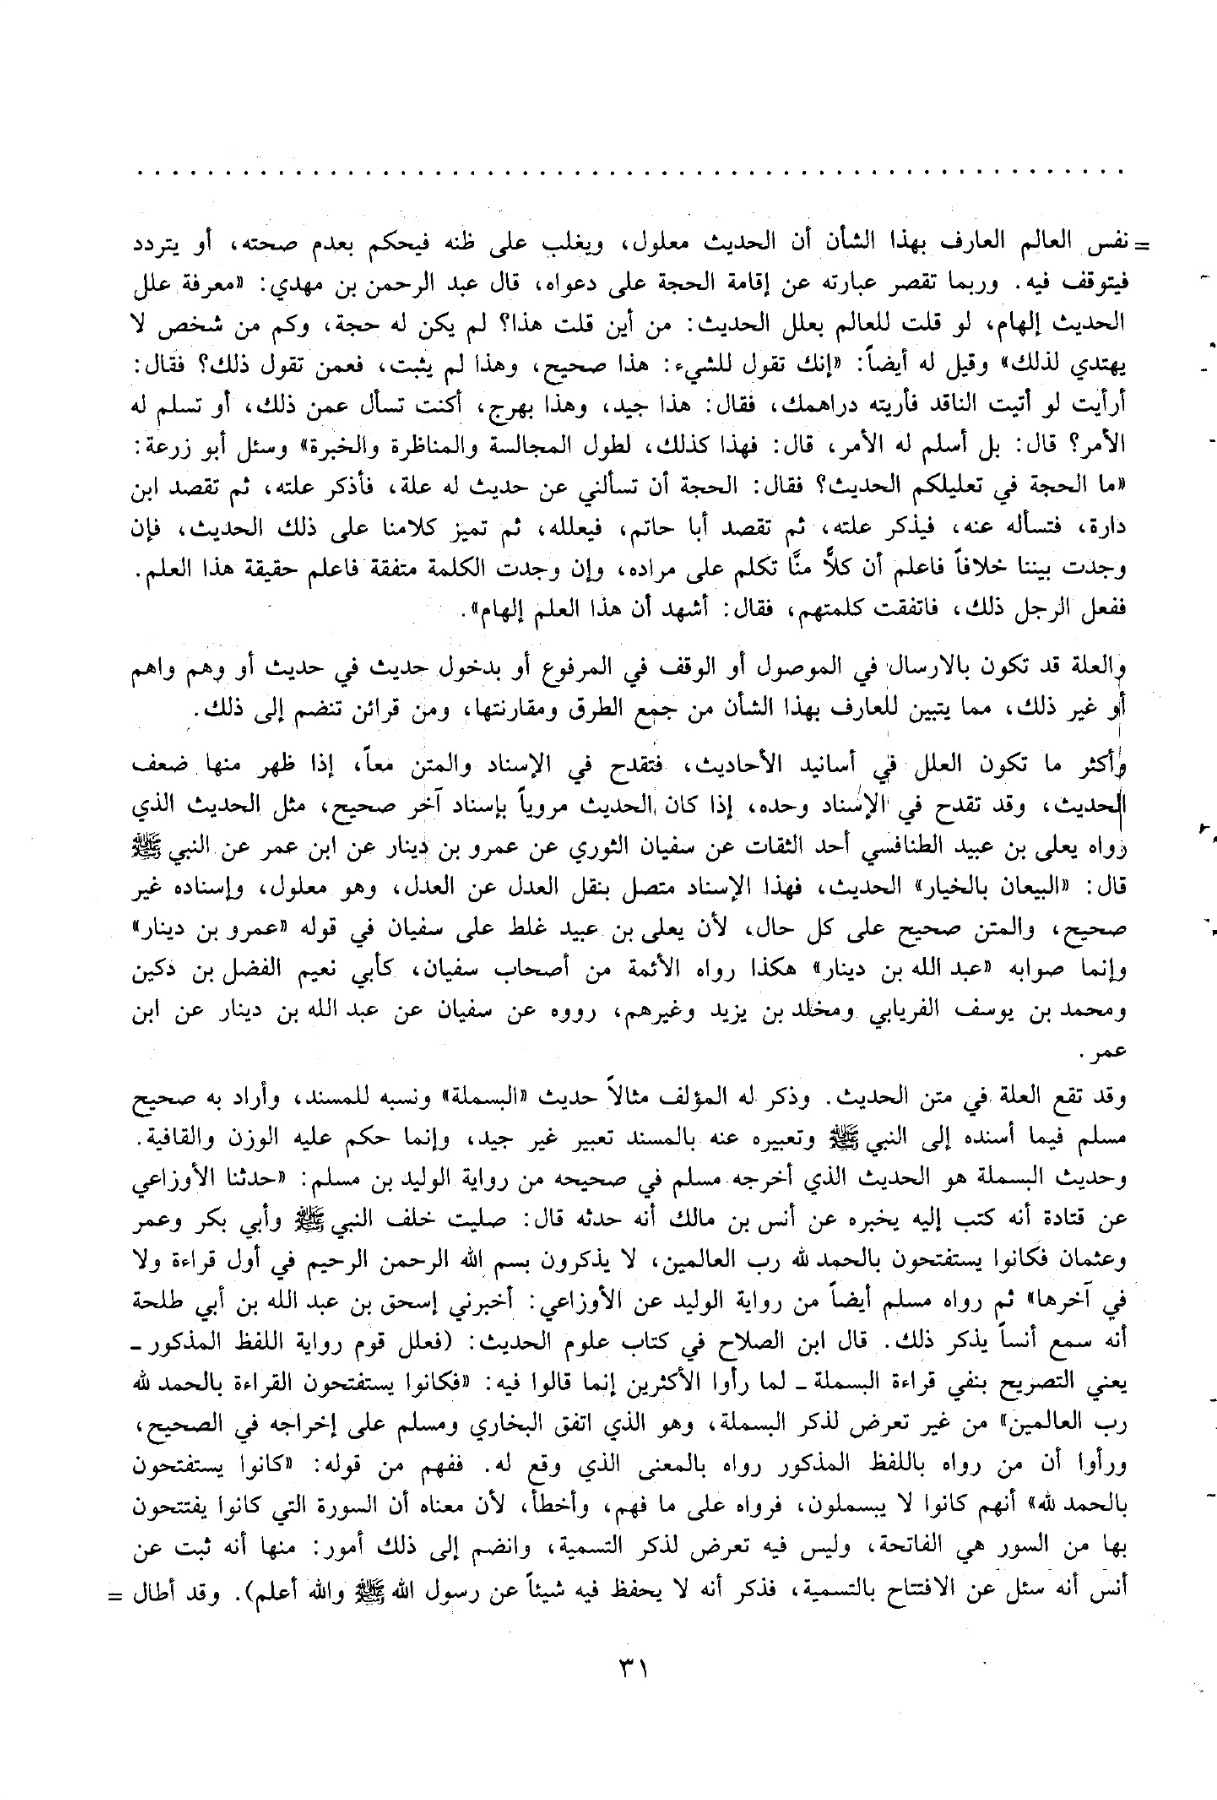 = نفس العالم العارف بهذا الشأن أن الحديث معلول، ويغلب على ظنه فيحكم بعدم صحته، أو يتردد
فيتوقف فيه. وربما تقصر عبارته عن إقامة الحجة على دعواه، قال عبد الرحمن بن مهدي: «معرفة علل
الحديث إلهام، لو قلت للعالم بعلل الحديث: من أين قلت هذا؟ لم يكن له حجة، وكم من شخص لا
يهتدي لذلك» وقيل له أيضاً: «إنك تقول للشيء: هذا صحيح، وهذا لم يثبت، فعمن تقول ذلك؟ فقال:
أرأيت لو أتيت الناقد فأريته دراهمك، فقال: هذا جيد، وهذا بهرج، أكنت تسأل عمن ذلك، أو تسلم له
الأمر؟ قال: بل أسلم له الأمر، قال: فهذا كذلك، لطول المجالسة والمناظرة والخبرة» وسئل أبو زرعة:
«ما الحجة في تعليلكم الحديث؟ فقال: الحجة أن تسألني عن حديث له علة، فأذكر علته، ثم تقصد ابن
دارة، فتسأله عنه، فيذكر علته، ثم تقصد أبا حاتم، فيعلله، ثم تميز كلامنا على ذلك الحديث، فإن
وجدت بيننا خلافاً فاعلم أن كلاًّ منَّا تكلم على مراده، وإن وجدت الكلمة متفقة فاعلم حقيقة هذا العلم.
ففعل الرجل ذلك، فاتفقت كلمتهم، فقال: أشهد أن هذا العلم إلهام».
والعلة قد تكون بالارسال في الموصول أو الوقف في المرفوع أو بدخول حديث في حديث أو وهم واهم
أو غير ذلك، مما يتبين للعارف بهذا الشأن من جمع الطرق ومقارنتها، ومن قرائن تنضم إلى ذلك.
وأكثر ما تكون العلل في أسانيد الأحاديث، فتقدح في الإسناد والمتن معاً، إذا ظهر منها ضعف
الحديث، وقد تقدح في الإسناد وحده، إذا كان الحديث مروياً بإسناد آخر صحيح، مثل الحديث الذي
رواه يعلى بن عبيد الطنافسي أحد الثقات عن سفيان الثوري عن عمرو بن دينار عن ابن عمر عن النبي ﷺ
قال: «البيعان بالخيار» الحديث، فهذا الإسناد متصل بنقل العدل عن العدل، وهو معلول، وإسناده غير
صحيح، والمتن صحيح على كل حال، لأن يعلى بن عبيد غلط على سفيان في قوله «عمرو بن دينار»
وإنما صوابه «عبد الله بن دينار» هكذا رواه الأئمة من أصحاب سفيان، كأبي نعيم الفضل بن دكين
ومحمد بن يوسف الفريابي ومخلد بن يزيد وغيرهم، رووه عن سفيان عن عبد الله بن دينار عن ابن
عمر.
وقد تقع العلة في متن الحديث. وذكر له المؤلف مثالاً حديث «البسملة» ونسبه للمسند، وأراد به صحيح
مسلم فيما أسنده إلى النبي ﷺ وتعبيره عنه بالمسند تعبير غير جيد، وإنما حكم عليه الوزن والقافية.
وحديث البسملة هو الحديث الذي أخرجه مسلم في صحيحه من رواية الوليد بن مسلم: «حدثنا الأوزاعي
عن قتادة أنه كتب إليه يخبره عن أنس بن مالك أنه حدثه قال: صليت خلف النبي ﷺ وأبي بكر وعمر
وعثمان فكانوا يستفتحون بالحمد لله رب العالمين، لا يذكرون بسم الله الرحمن الرحيم في أول قراءة ولا
في آخرها» ثم رواه مسلم أيضاً من رواية الوليد عن الأوزاعي: أخبرني إسحق بن عبد الله بن أبي طلحة
أنه سمع أنساً يذكر ذلك. قال ابن الصلاح في كتاب علوم الحديث: (فعلل قوم رواية اللفظ المذكور ـ
يعني التصريح بنفي قراءة البسملة ـ لما رأوا الأكثرين إنما قالوا فيه: «فكانوا يستفتحون القراءة بالحمد لله
رب العالمين» من غير تعرض لذكر البسملة، وهو الذي اتفق البخاري ومسلم على إخراجه في الصحيح،
ورأوا أن من رواه باللفظ المذكور رواه بالمعنى الذي وقع له. ففهم من قوله: «كانوا يستفتحون
بالحمد لله» أنهم كانوا لا يبسملون، فرواه على ما فهم، وأخطأ، لأن معناه أن السورة التي كانوا يفتتحون
بها من السور هي الفاتحة، وليس فيه تعرض لذكر التسمية، وانضم إلى ذلك أمور: منها أنه ثبت عن
أنس أنه سئل عن الافتتاح بالتسمية، فذكر أنه لا يحفظ فيه شيئاً عن رسول الله ﷺ والله أعلم). وقد أطال =
٣١